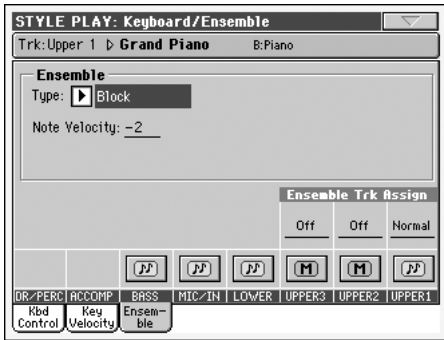 STYLE PLAY: Keyboard/Ensemble
Trk:Upper 1 Grand Piano B:Piano
Ensemble
Type: Block
Note Velocity: -2
Ensemble Trk Assign
Off Off Normal
M M
DR/PERC ACCOMP BASS MIC/IN LOWER UPPER3 UPPER2 UPPER1
Kbd Control Key Velocity Ensem-ble